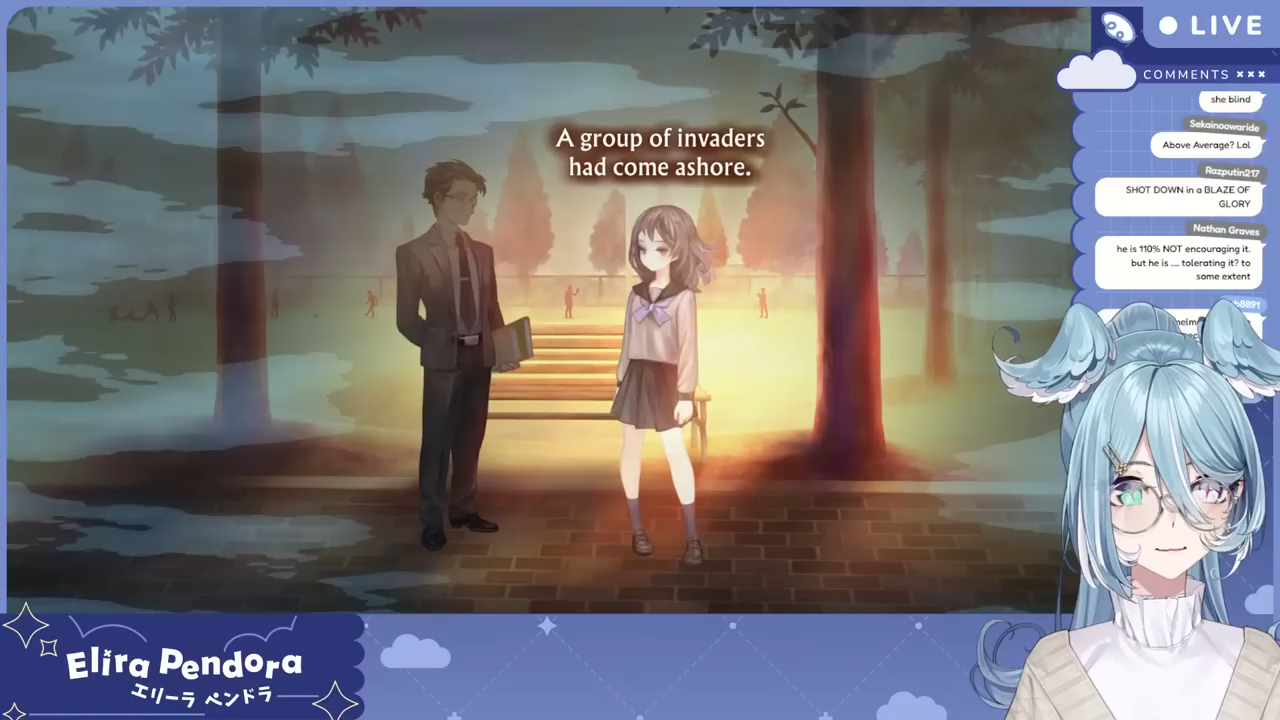 LIVE
COMMENTS ×××
she blind
Sekainoowaride
Above Average? Lol
Razputin217
SHOT DOWN in a BLAZE OF
GLORY
Nathan Graves
he is 110% NOT encouraging it.
but he is .... tolerating it? to
some extent
A group of invaders
had come ashore.
Elira Pendora
エリーラ ペンドラ